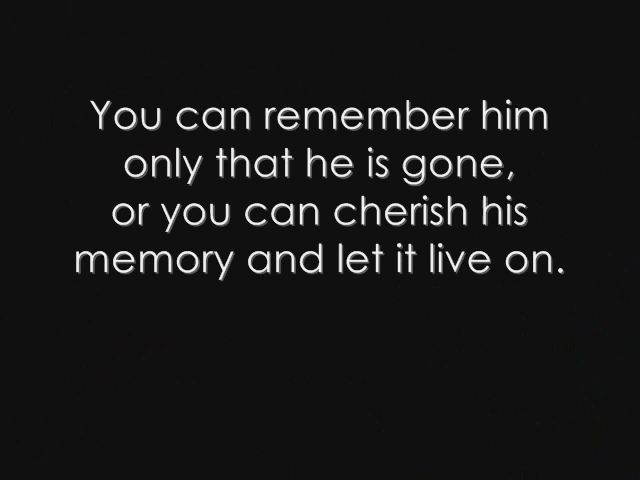 You can remember him
only that he is gone,
or you can cherish his
memory and let it live on.